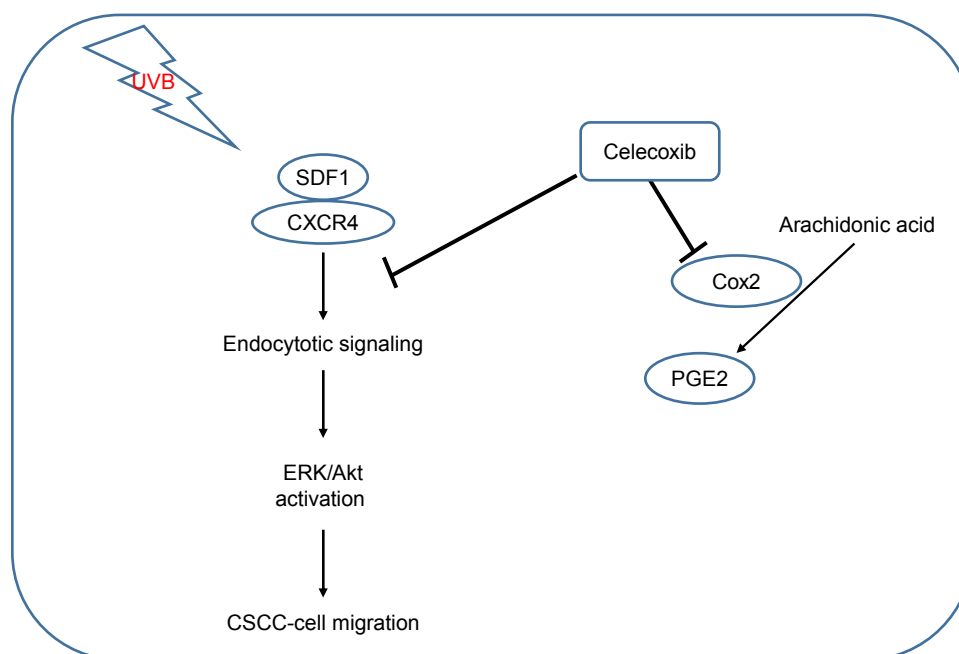 UVB
SDF1
CXCR4
Celecoxib
Arachidonic acid
Cox2
Endocytotic signaling
PGE2
ERK/Akt
activation
CSCC-cell migration